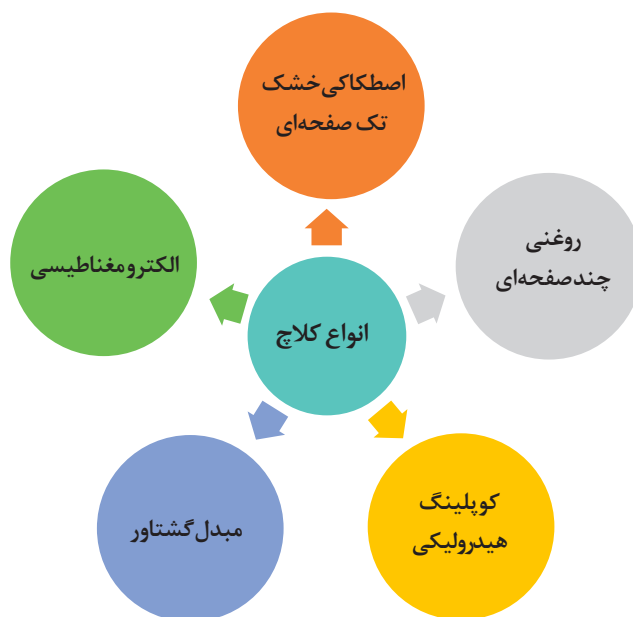 اصطکاکی خشک
تک صفحه‌ای
روغنی
چندصفحه‌ای
الکترومغناطیسی
انواع کلاچ
کوپلینگ
هیدرولیکی
مبدل گشتاور